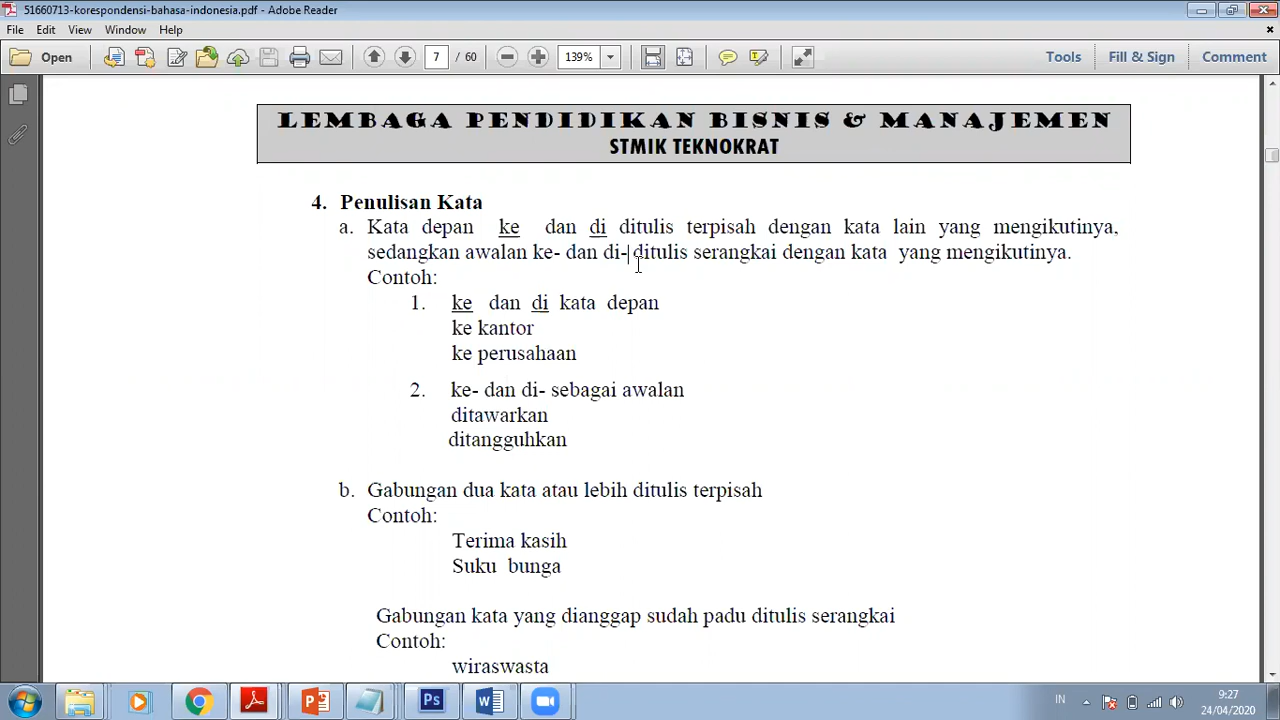 51660713-korespondensi-bahasa-indonesia.pdf - Adobe Reader
File Edit View Window Help
Open 7 / 60 139% Tools Fill & Sign Comment
LEMBAGA PENDIDIKAN BISNIS & MANAJEMEN
STMIK TEKNOKRAT
4. Penulisan Kata
a. Kata depan ke dan di ditulis terpisah dengan kata lain yang mengikutinya,
sedangkan awalan ke- dan di- ditulis serangkai dengan kata yang mengikutinya.
Contoh:
1. ke dan di kata depan
ke kantor
ke perusahaan
2. ke- dan di- sebagai awalan
ditawarkan
ditangguhkan
b. Gabungan dua kata atau lebih ditulis terpisah
Contoh:
Terima kasih
Suku bunga
Gabungan kata yang dianggap sudah padu ditulis serangkai
Contoh:
wiraswasta
IN 9:27
24/04/2020